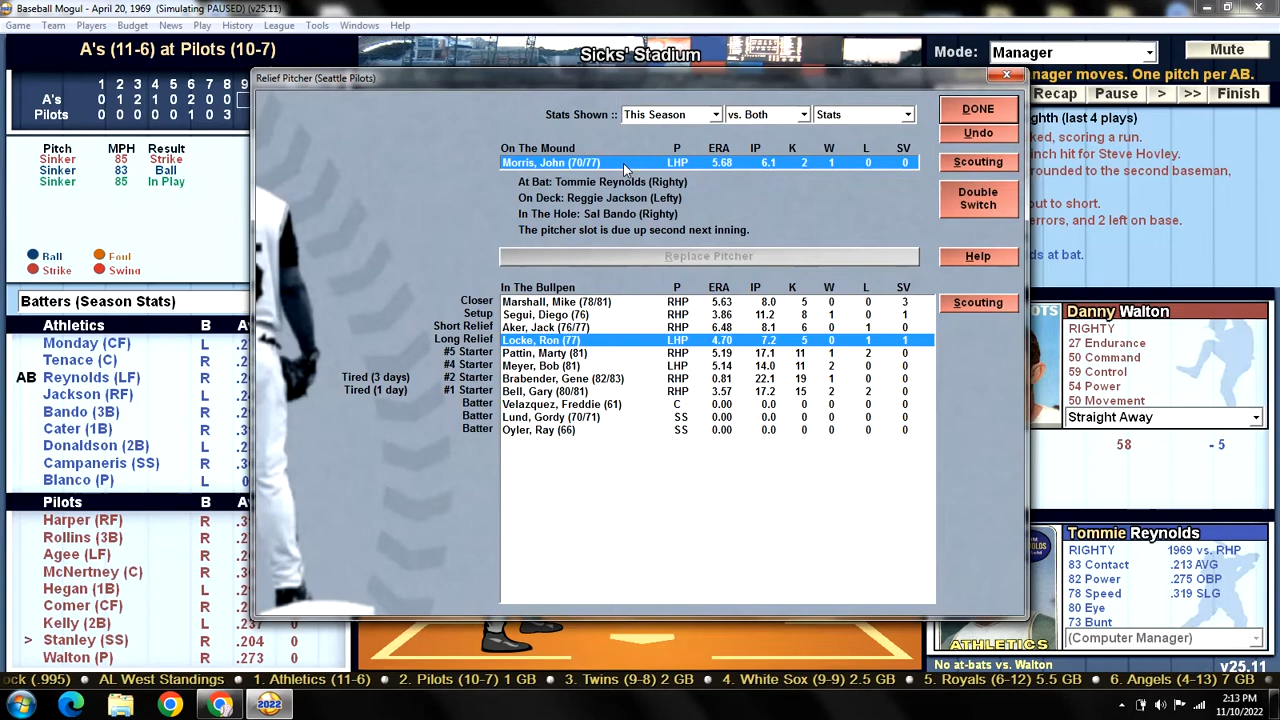 Baseball Mogul - April 20, 1969 (Simulating PAUSED) (v25.11)
Game Team Players Budget News Play History League Tools Windows Help
A's (11-6) at Pilots (10-7)
Sicks' Stadium
Mode: Manager Mute
nager moves. One pitch per AB.
Recap Pause > >> Finish
1 2 3 4 5 6 7 8 9
A's 0 1 2 1 0 2 0 0
Pilots 0 0 0 0 0 1 0 3
Pitch MPH Result
Sinker 85 Strike
Sinker 83 Ball
Sinker 85 In Play
Ball Foul
Strike Swing
Batters (Season Stats)
Athletics B
Monday (CF) L
Tenace (C) R
AB Reynolds (LF) R
Jackson (RF) L
Bando (3B) R
Cater (1B) R
Donaldson (2B) L
Campaneris (SS) R
Blanco (P) L
Pilots B
Harper (RF) R
Rollins (3B) R
Agee (LF) R
McNertney (C) R
Hegan (1B) L
Comer (CF) R
Kelly (2B) L .237 0
> Stanley (SS) R .204 0
Walton (P) R .273 0
Relief Pitcher (Seattle Pilots)
Stats Shown :: This Season vs. Both Stats
DONE
Undo
On The Mound P ERA IP K W L SV
Morris, John (70/77) LHP 5.68 6.1 2 1 0 0
Scouting
At Bat: Tommie Reynolds (Righty)
On Deck: Reggie Jackson (Lefty)
In The Hole: Sal Bando (Righty)
The pitcher slot is due up second next inning.
Double
Switch
Replace Pitcher
Help
In The Bullpen P ERA IP K W L SV
Closer Marshall, Mike (78/81) RHP 5.63 8.0 5 0 0 3
Scouting
Setup Segui, Diego (76) RHP 3.86 11.2 8 1 0 1
Short Relief Aker, Jack (76/77) RHP 6.48 8.1 6 0 1 0
Long Relief Locke, Ron (77) LHP 4.70 7.2 5 0 1 1
#5 Starter Pattin, Marty (81) RHP 5.19 17.1 11 1 2 0
#4 Starter Meyer, Bob (81) LHP 5.14 14.0 11 2 0 0
Tired (3 days) #2 Starter Brabender, Gene (82/83) RHP 0.81 22.1 19 1 0 0
Tired (1 day) #1 Starter Bell, Gary (80/81) RHP 3.57 17.2 15 2 2 0
Batter Velazquez, Freddie (61) C 0.00 0.0 0 0 0 0
Batter Lund, Gordy (70/71) SS 0.00 0.0 0 0 0 0
Batter Oyler, Ray (66) SS 0.00 0.0 0 0 0 0
ghth (last 4 plays)
ked, scoring a run.
inch hit for Steve Hovley.
rounded to the second baseman,
out to short.
errors, and 2 left on base.
ds at bat.
Danny Walton
RIGHTY
27 Endurance
50 Command
59 Control
54 Power
50 Movement
Straight Away
58 - 5
Tommie Reynolds
RIGHTY 1969 vs. RHP
83 Contact .213 AVG
82 Power .275 OBP
78 Speed .319 SLG
80 Eye
73 Bunt
(Computer Manager)
ATHLETICS
No at-bats vs. Walton v25.11
ock (.995) • AL West Standings • 1. Athletics (11-6) • 2. Pilots (10-7) 1 GB • 3. Twins (9-8) 2 GB • 4. White Sox (9-9) 2.5 GB • 5. Royals (6-12) 5.5 GB • 6. Angels (4-13) 7 GB
2022
2:13 PM
11/10/2022